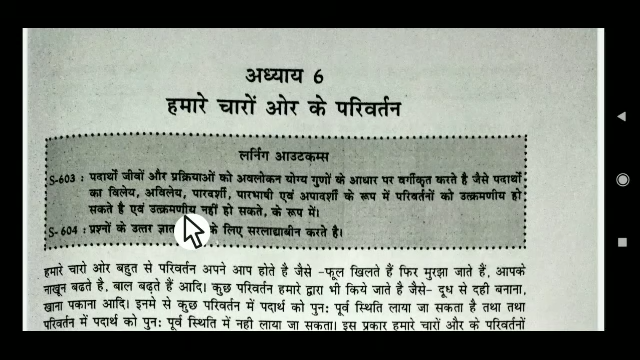 अध्याय 6
हमारे चारों ओर के परिवर्तन
लर्निंग आउटकम्स
S-603 : पदार्थो जीवों और प्रक्रियाओं को अवलोकन योग्य गुणों के आधार पर वर्गीकृत करते है जैसे पदार्थो
का विलेय, अविलेय, पारदर्शी, पारभाषी एवं अपादर्शी के रूप में परिवर्तनों को उत्क्रमणीय हो
सकते है एवं उत्क्रमणीय नहीं हो सकते, के रूप में।
S- 604 : प्रश्नों के उत्तर ज्ञात के लिए सरलाद्याधीन करते है।
हमारे चारो ओर बहुत से परिवर्तन अपने आप होते है जैसे -फूल खिलते हैं फिर मुरझा जाते हैं, आपके
नाखून बढते है, बाल बढ़ते हैं आदि। कुछ परिवर्तन हमारे द्वारा भी किये जाते है जैसे- दूध से दही बनाना,
खाना पकाना आदि। इनमे से कुछ परिवर्तन में पदार्थ को पुन: पूर्व स्थिति लाया जा सकता है तथा तथा
परिवर्तन में पदार्थ को पुन: पूर्व स्थिति में नही लाया जा सकता। इस प्रकार हमारे चारों और के परिवर्तनों